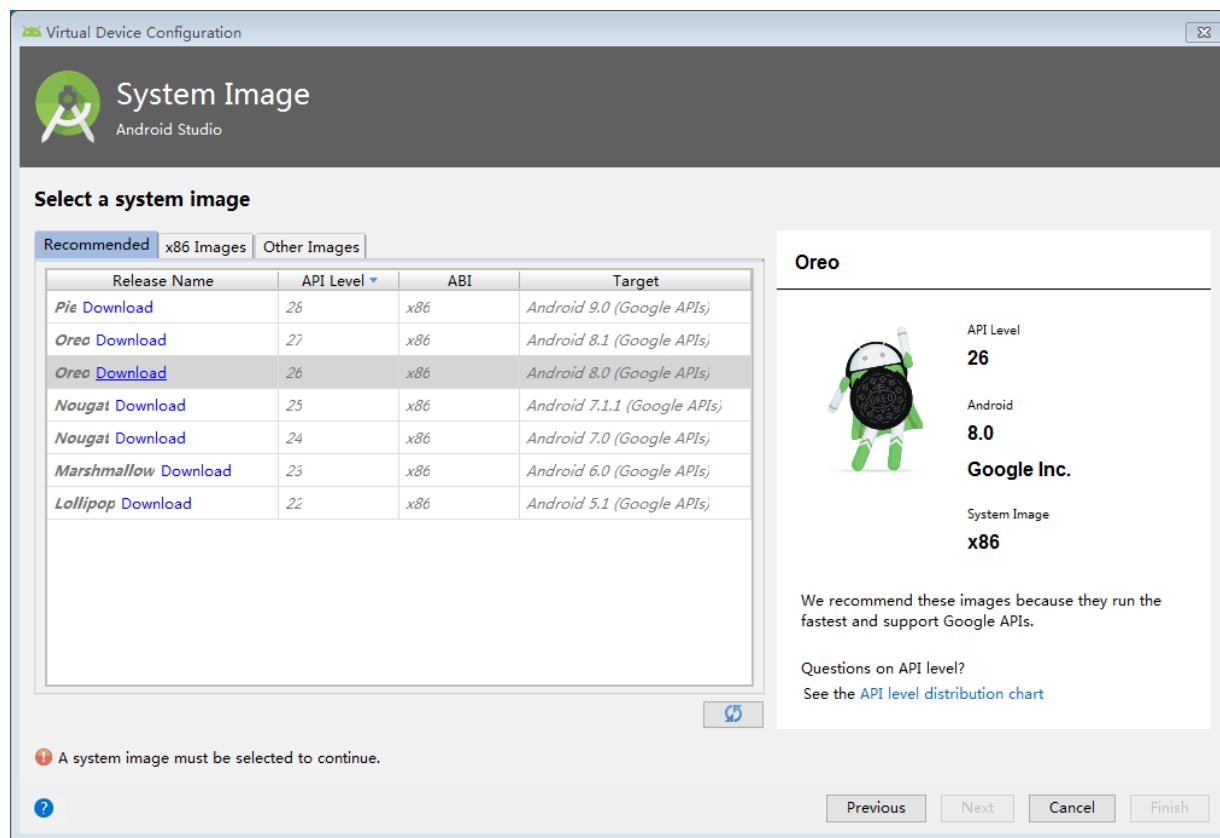 Virtual Device Configuration
System Image
Android Studio
Select a system image
Recommended x86 Images Other Images
Release Name API Level ABI Target
Pie Download 28 x86 Android 9.0 (Google APIs)
Oreo Download 27 x86 Android 8.1 (Google APIs)
Oreo Download 26 x86 Android 8.0 (Google APIs)
Nougat Download 25 x86 Android 7.1.1 (Google APIs)
Nougat Download 24 x86 Android 7.0 (Google APIs)
Marshmallow Download 23 x86 Android 6.0 (Google APIs)
Lollipop Download 22 x86 Android 5.1 (Google APIs)
Oreo
OREO
API Level
26
Android
8.0
Google Inc.
System Image
x86
We recommend these images because they run the
fastest and support Google APIs.
Questions on API level?
See the API level distribution chart
A system image must be selected to continue.
?
Previous Next Cancel Finish